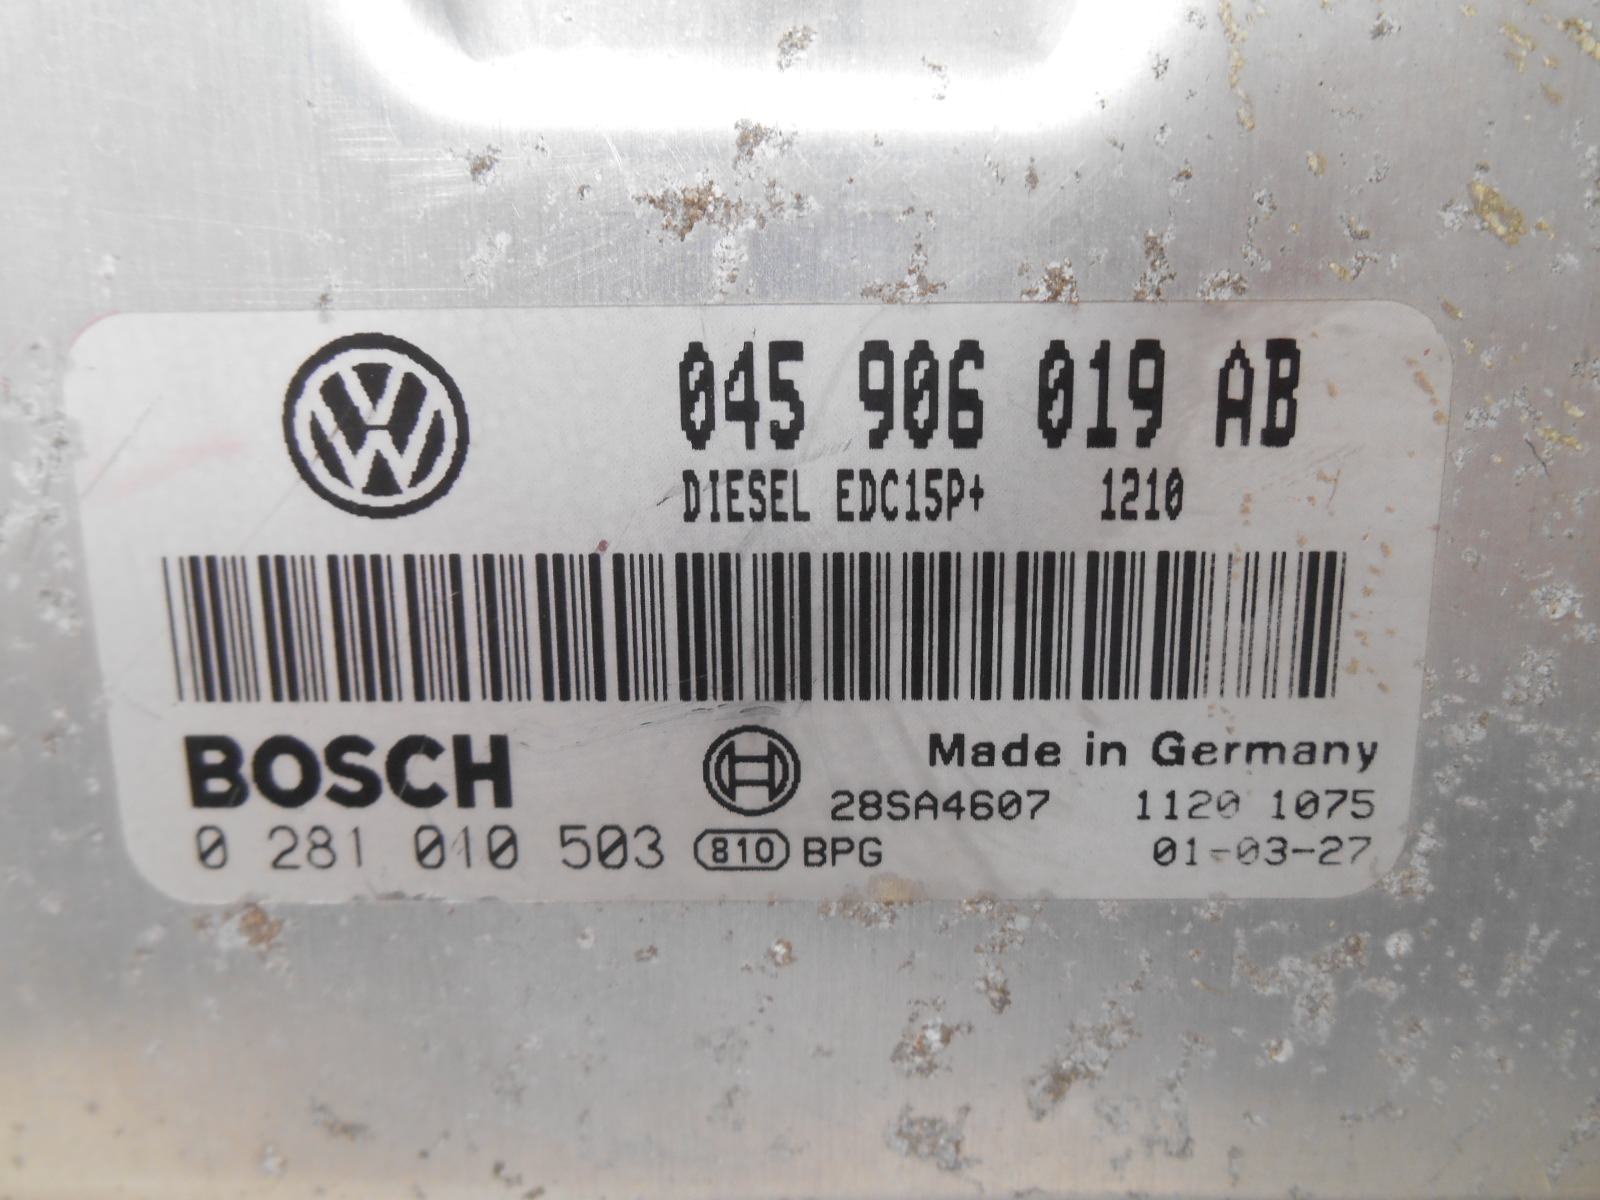 045 906 019 AB
DIESEL EDC15P+ 1210
BOSCH Made in Germany
28SA4607 1120 1075
0 281 010 503 810 BPG 01-03-27